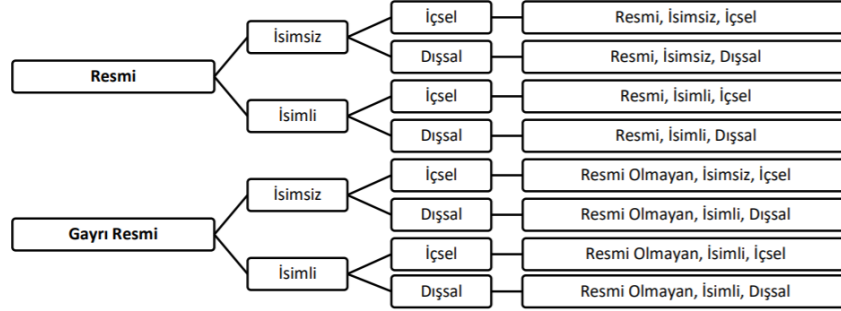 İçsel
Resmi, İsimsiz, İçsel
İsimsiz
Dışsal
Resmi, İsimsiz, Dışsal
Resmi
İçsel
Resmi, İsimli, İçsel
İsimli
Dışsal
Resmi, İsimli, Dışsal
İçsel
Resmi Olmayan, İsimsiz, İçsel
İsimsiz
Dışsal
Resmi Olmayan, İsimli, Dışsal
Gayrı Resmi
İçsel
Resmi Olmayan, İsimli, İçsel
İsimli
Dışsal
Resmi Olmayan, İsimli, Dışsal